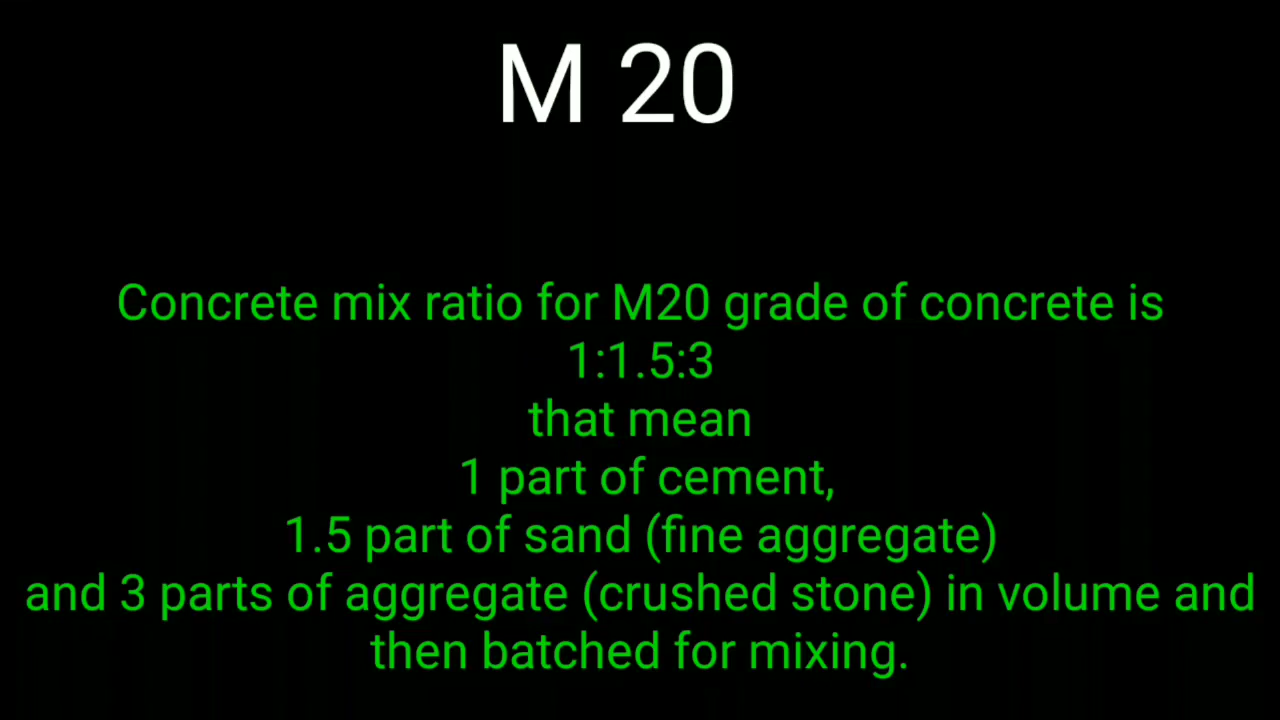 M 20
Concrete mix ratio for M20 grade of concrete is
1:1.5:3
that mean
1 part of cement,
1.5 part of sand (fine aggregate)
and 3 parts of aggregate (crushed stone) in volume and
then batched for mixing.